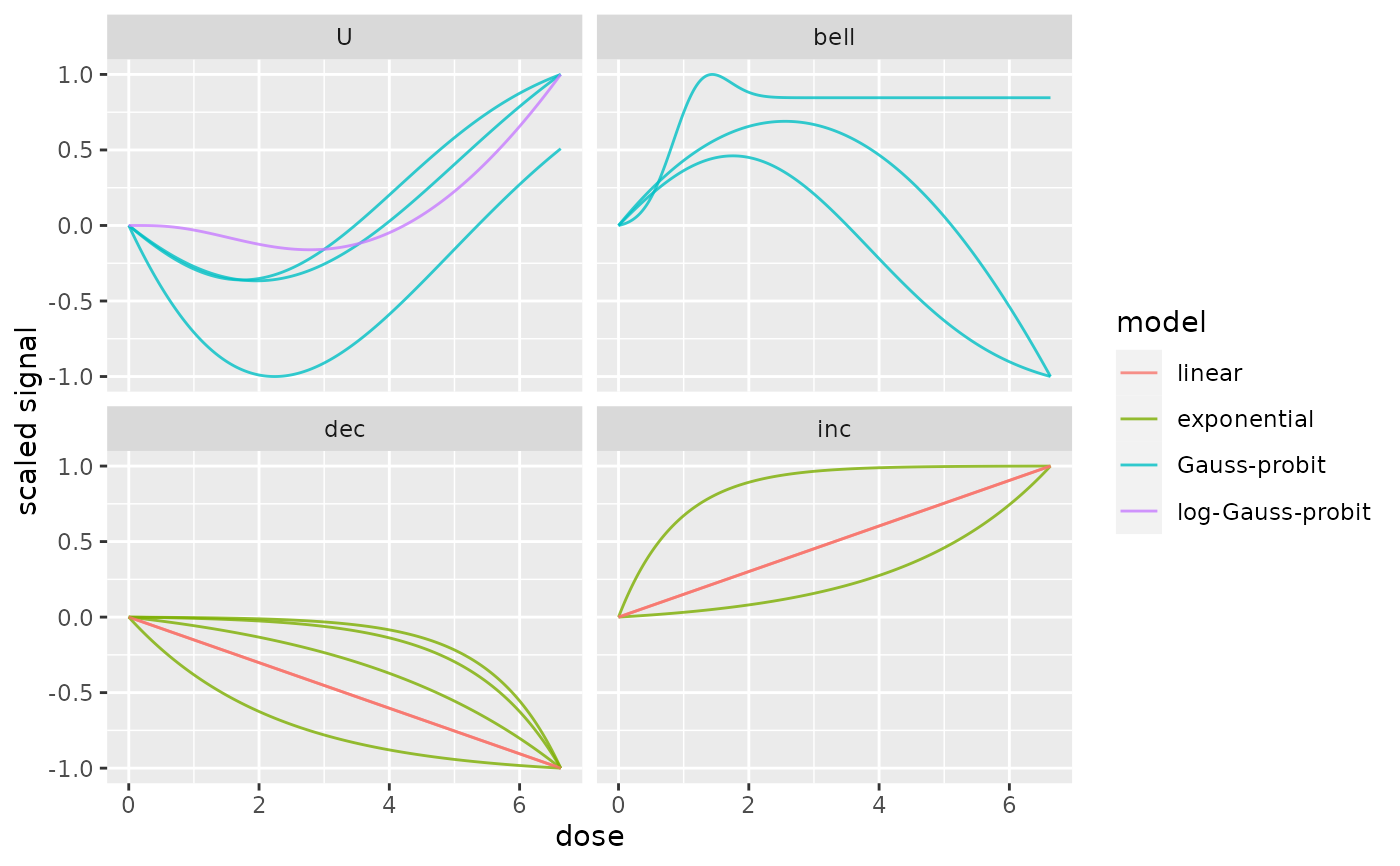 U
bell
1.0
0.5
0.0
-0.5
-1.0
dec
inc
1.0
0.5
0.0
-0.5
-1.0
0 2 4 6
0 2 4 6
dose
scaled signal
model
linear
exponential
Gauss-probit
log-Gauss-probit